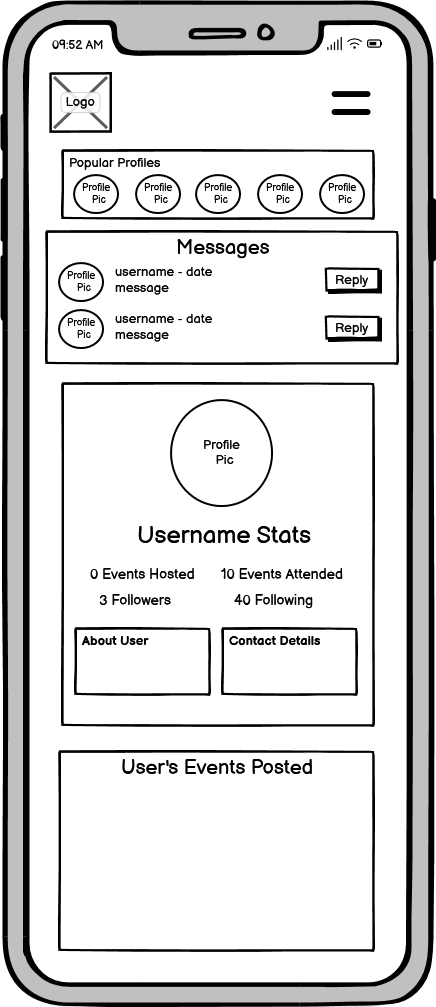 09:52 AM
Logo
Popular Profiles
Profile
Pic
Profile
Pic
Profile
Pic
Profile
Pic
Profile
Pic
Messages
Profile
Pic
username - date
message
Reply
Profile
Pic
username - date
message
Reply
Profile
Pic
Username Stats
0 Events Hosted
10 Events Attended
3 Followers
40 Following
About User
Contact Details
User's Events Posted